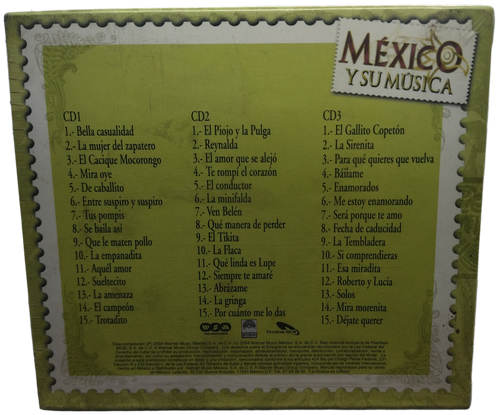 MÉXICO
Y SU MÚSICA
CD1
1.- Bella casualidad
2.- La mujer del zapatero
3.- El Cacique Mocorongo
4.- Mira oye
5.- De caballito
6.- Entre suspiro y suspiro
7.- Tus pompis
8.- Se baila así
9.- Que le maten pollo
10.- La empanadita
11.- Aquél amor
12.- Sueltecito
13.- La amenaza
14.- El campeón
15.- Trotadito
CD2
1.- El Piojo y la Pulga
2.- Reynalda
3.- El amor que se alejó
4.- Te rompí el corazón
5.- El conductor
6.- La minifalda
7.- Ven Belén
8.- Qué manera de perder
9.- El Tikita
10.- La Flaca
11.- Qué linda es Lupe
12.- Siempre te amaré
13.- Abrázame
14.- La gringa
15.- Por cuánto me lo das
CD3
1.- El Gallito Copetón
2.- La Sirenita
3.- Para qué quieres que vuelva
4.- Báilame
5.- Enamorados
6.- Me estoy enamorando
7.- Será porque te amo
8.- Fecha de caducidad
9.- La Tembladera
10.- Si comprendieras
11.- Esa miradita
12.- Roberto y Lucía
13.- Solos
14.- Mira morenita
15.- Déjate querer